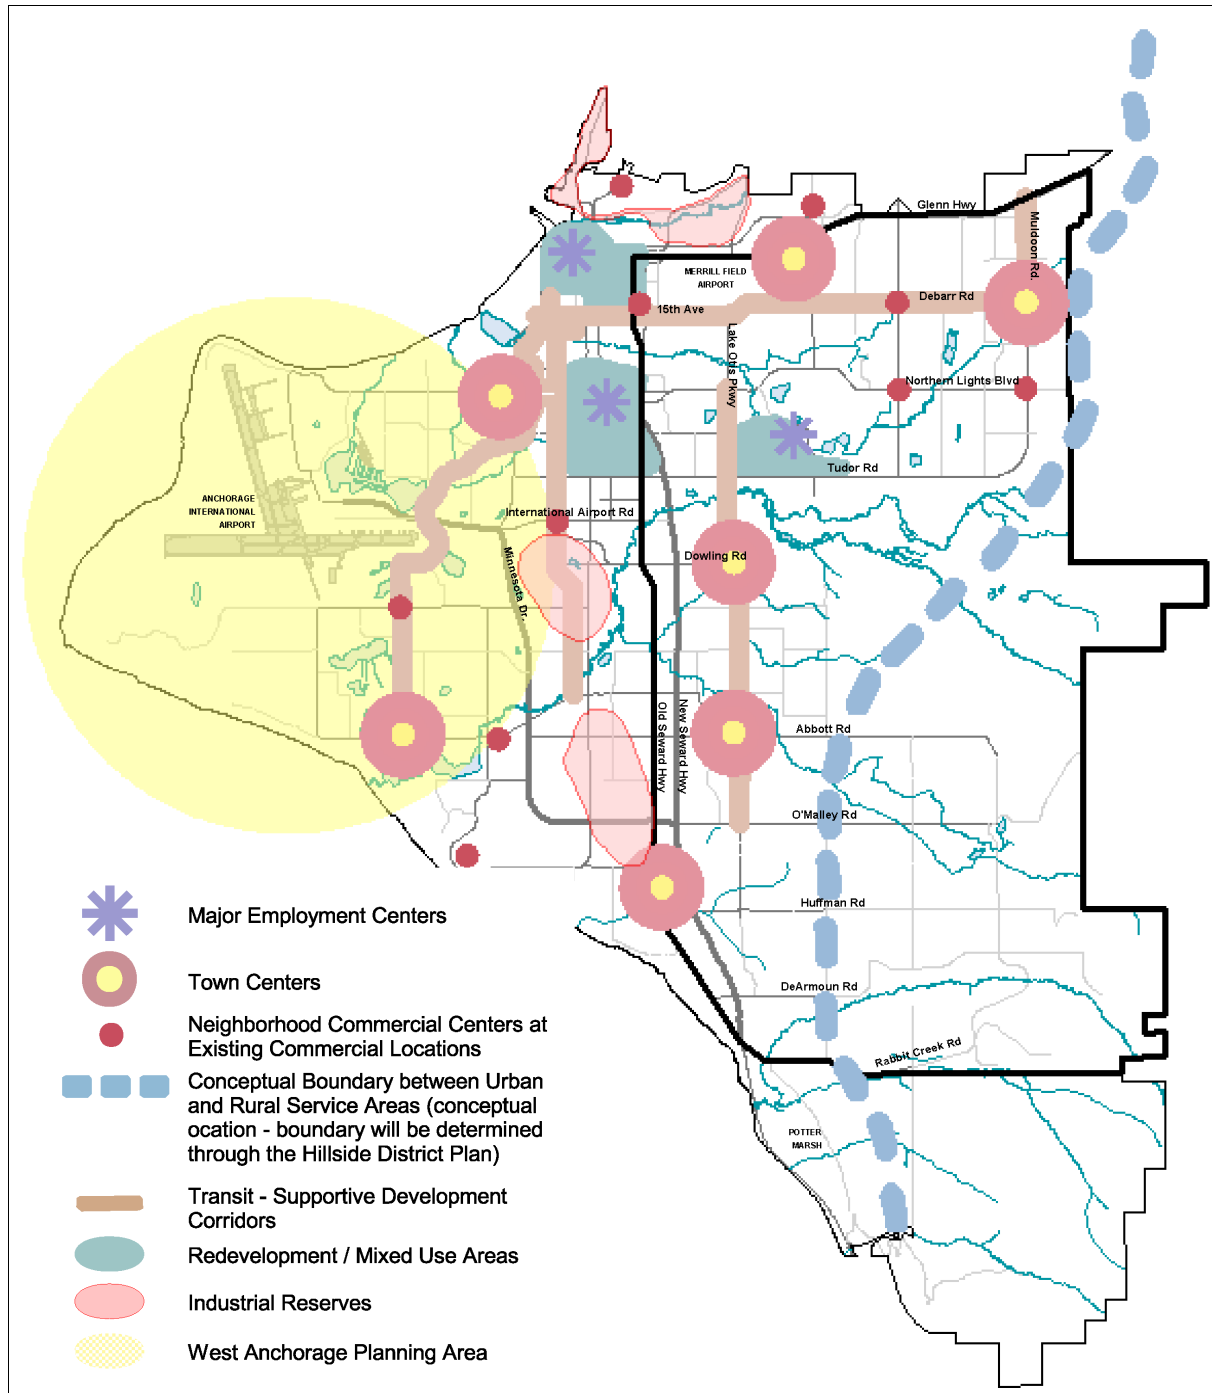 Glenn Hwy
Muldoon Rd.
MERRILL FIELD
AIRPORT
Debarr Rd
15th Ave
Lake Otis Pkwy
Northern Lights Blvd
Tudor Rd
ANCHORAGE
INTERNATIONAL
AIRPORT
International Airport Rd
Minnesota Dr.
Dowling Rd
Old Seward Hwy
New Seward Hwy
Abbott Rd
O'Malley Rd
Huffman Rd
DeArmoun Rd
Rabbit Creek Rd
POTTER
MARSH
Major Employment Centers
Town Centers
Neighborhood Commercial Centers at
Existing Commercial Locations
Conceptual Boundary between Urban
and Rural Service Areas (conceptual
ocation - boundary will be determined
through the Hillside District Plan)
Transit - Supportive Development
Corridors
Redevelopment / Mixed Use Areas
Industrial Reserves
West Anchorage Planning Area